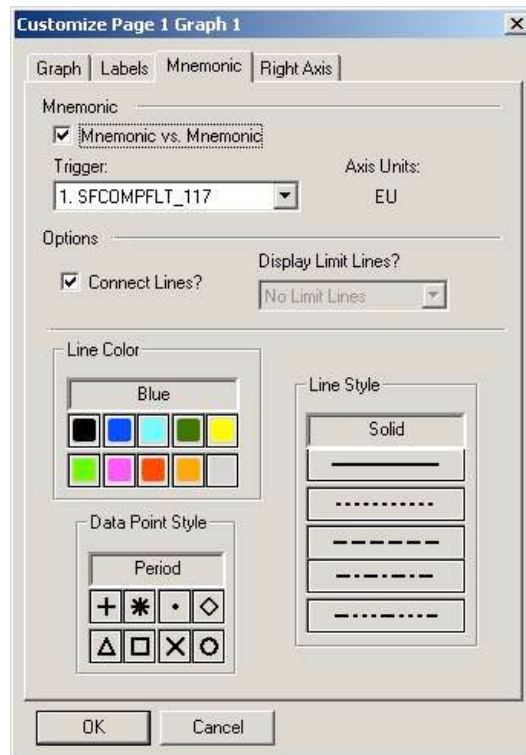 Customize Page 1 Graph 1
Graph Labels Mnemonic Right Axis
Mnemonic
Mnemonic vs. Mnemonic
Trigger: Axis Units:
1. SFCOMPFLT_117 EU
Options
Display Limit Lines?
Connect Lines?
No Limit Lines
Line Color
Blue
Line Style
Solid
Data Point Style
Period
OK Cancel